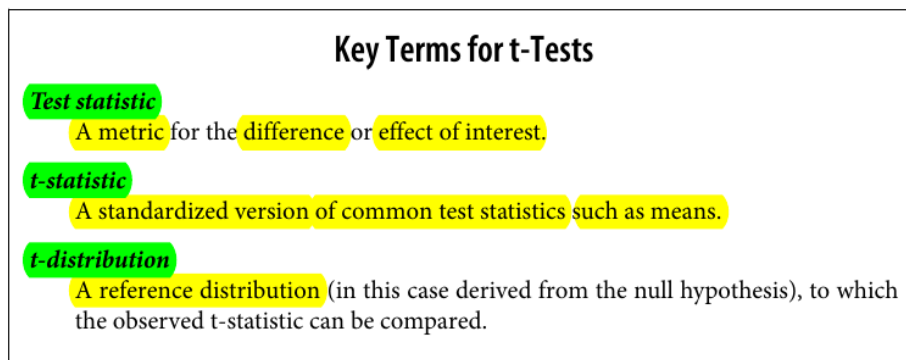 Key Terms for t-Tests
Test statistic
A metric for the difference or effect of interest.
t-statistic
A standardized version of common test statistics such as means.
t-distribution
A reference distribution (in this case derived from the null hypothesis), to which
the observed t-statistic can be compared.